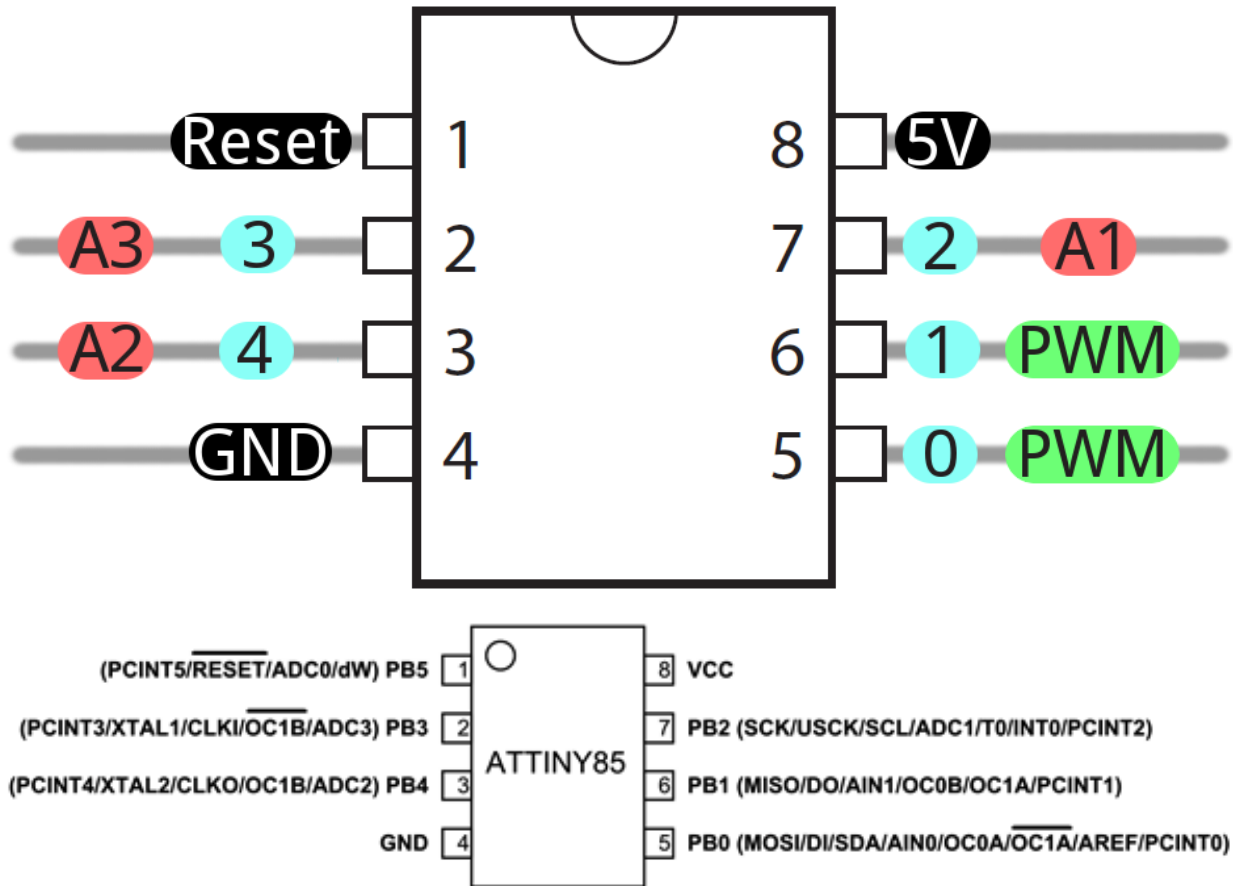 Reset 1 8 5V
A3 3 2 7 2 A1
A2 4 3 6 1 PWM
GND 4 5 0 PWM
(PCINT5/RESET/ADC0/dW) PB5 1 8 VCC
(PCINT3/XTAL1/CLKI/OC1B/ADC3) PB3 2 7 PB2 (SCK/USCK/SCL/ADC1/T0/INT0/PCINT2)
ATTINY85
(PCINT4/XTAL2/CLKO/OC1B/ADC2) PB4 3 6 PB1 (MISO/DO/AIN1/OC0B/OC1A/PCINT1)
GND 4 5 PB0 (MOSI/DI/SDA/AIN0/OC0A/OC1A/AREF/PCINT0)